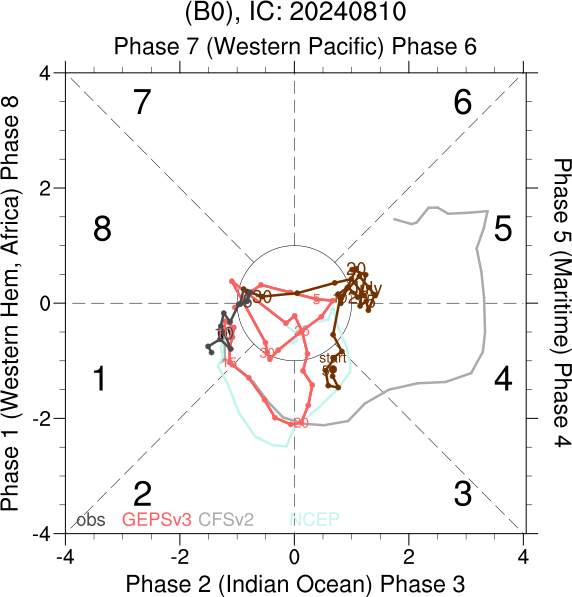 (B0), IC: 20240810
Phase 7 (Western Pacific) Phase 6
Phase 1 (Western Hem, Africa) Phase 8
Phase 5 (Maritime) Phase 4
4
2
0
-2
-4
7
6
8
5
1
4
2
3
30
20
5
start
15
30
20
obs GEPSv3 CFSv2 NCEP
-4 -2 0 2 4
Phase 2 (Indian Ocean) Phase 3